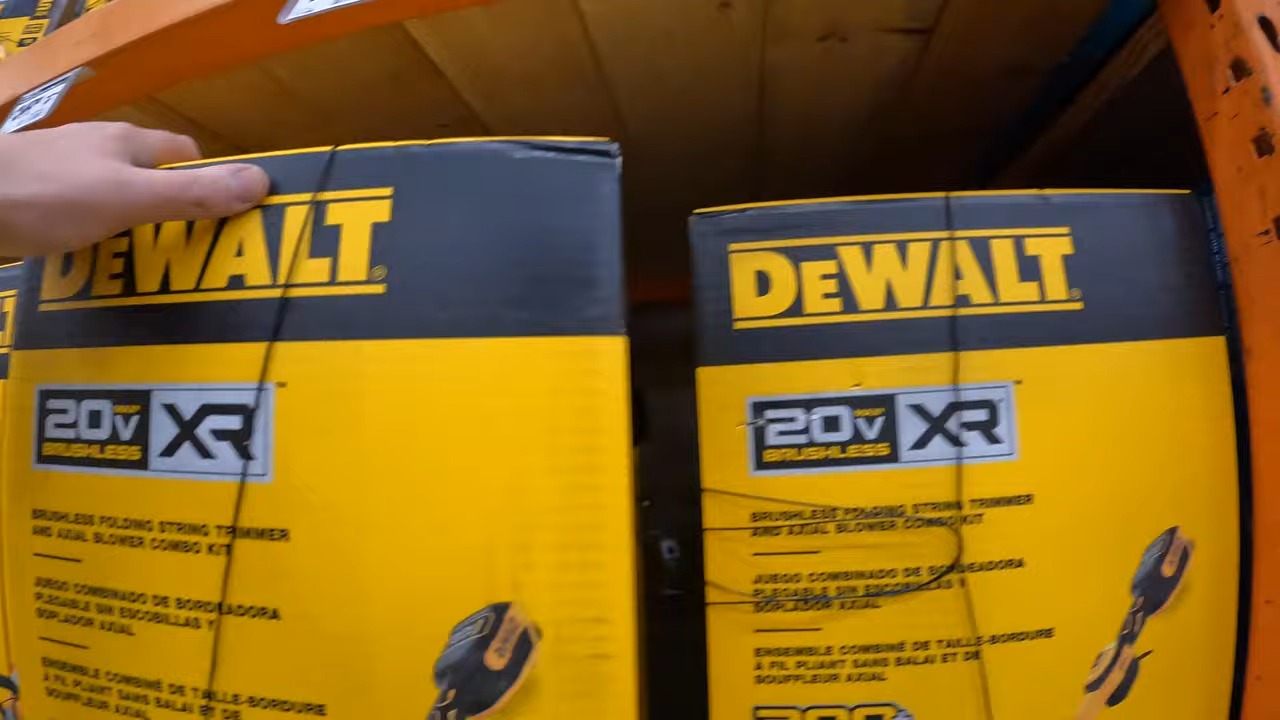 DEWALT®
20V MAX XR™
BRUSHLESS
BRUSHLESS FOLDING STRING TRIMMER
AND AXIAL BLOWER COMBO KIT
JUEGO COMBINADO DE BORDEADORA
PLEGABLE SIN ESCOBILLAS Y
SOPLADOR AXIAL
ENSEMBLE COMBINÉ DE TAILLE-BORDURE
À FIL PLIANT SANS BALAI ET DE
SOUFFLEUR AXIAL
DEWALT®
20V MAX XR™
BRUSHLESS
BRUSHLESS FOLDING STRING TRIMMER
AND AXIAL BLOWER COMBO KIT
JUEGO COMBINADO DE BORDEADORA
PLEGABLE SIN ESCOBILLAS Y
SOPLADOR AXIAL
ENSEMBLE COMBINÉ DE TAILLE-BORDURE
À FIL PLIANT SANS BALAI ET DE
SOUFFLEUR AXIAL